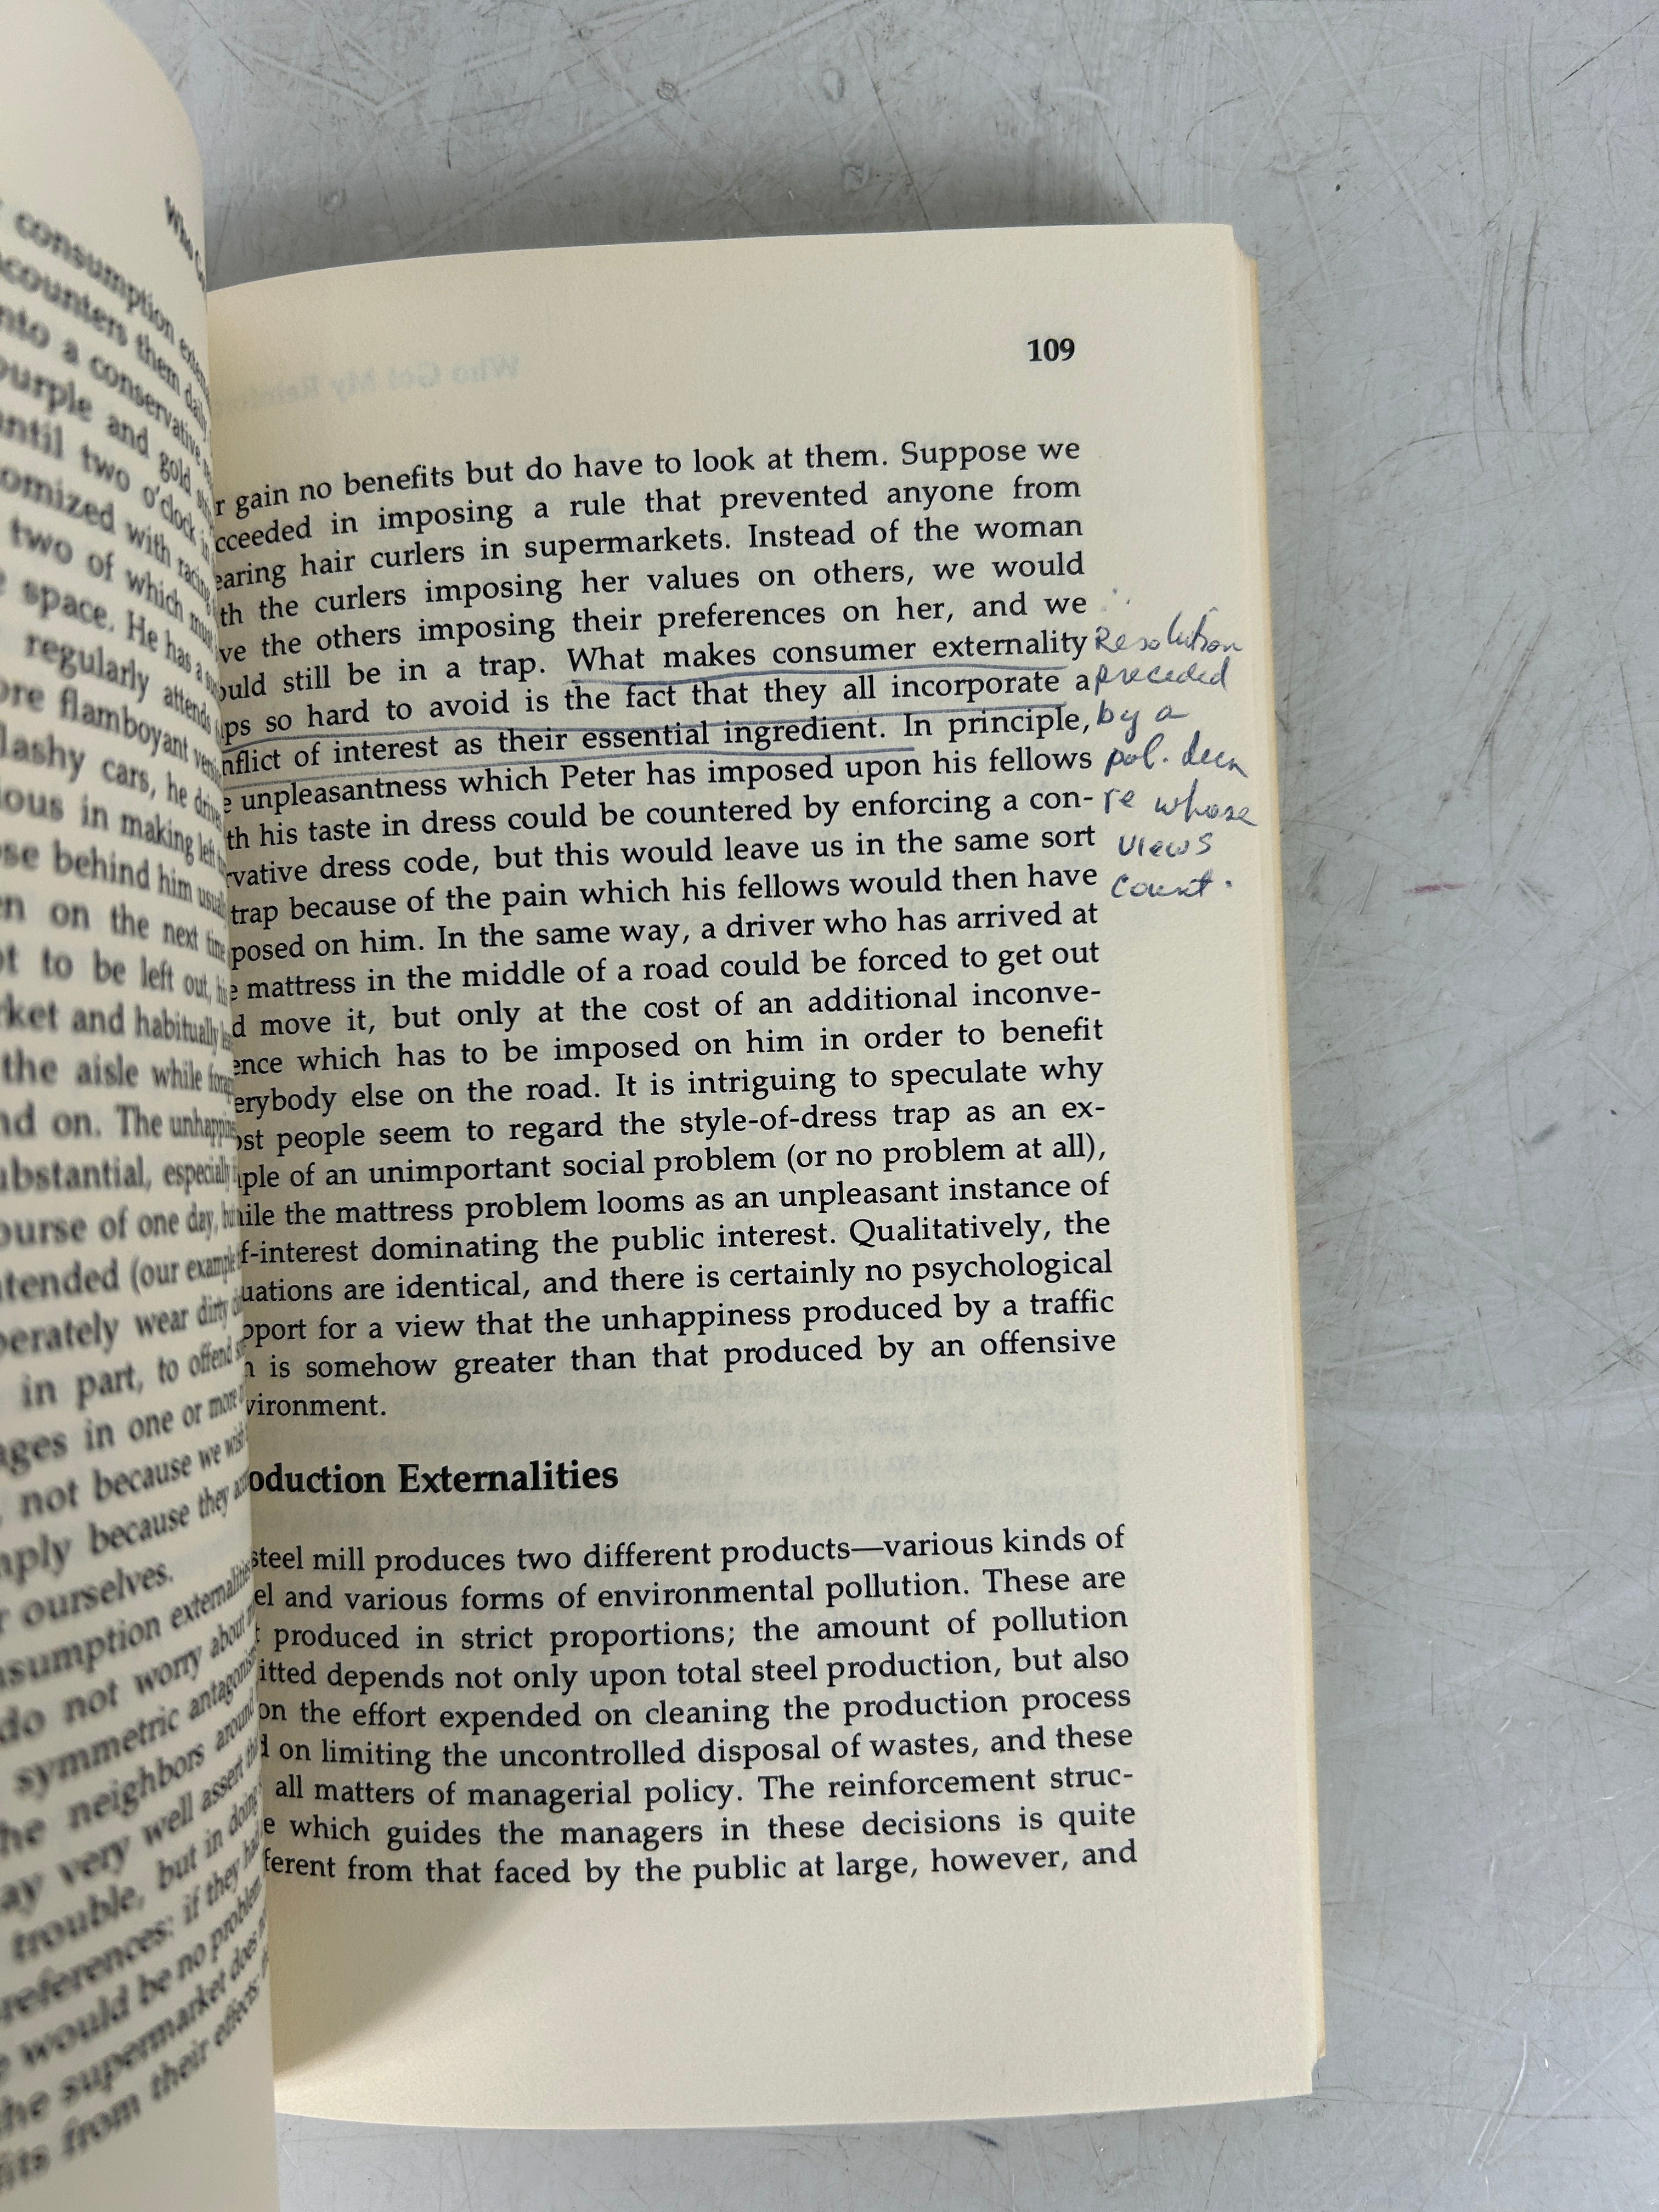 consumption
counters them daily
nto a conservative
purple and gold
until two o'clock in
omized with racing
two of which
space. He has a
regularly attends
ore flamboyant
lashy cars, he
ious in making left
se behind him
en on the next time
ot to be left out,
rket and habitually
the aisle while
nd on. The
ubstantial, especially
ourse of one day,
ntended (our example
perately wear dirty
in part, to offend
ages in one or more
not because we wish
mply because they
r ourselves.
nsumption externalities
do not worry about
symmetric
he neighbors around
ay very well assert
trouble, but in doing
references: if they
would be no problem
he supermarket does
fits from their effects:
109
r gain no benefits but do have to look at them. Suppose we
cceeded in imposing a rule that prevented anyone from
earing hair curlers in supermarkets. Instead of the woman
th the curlers imposing her values on others, we would
ve the others imposing their preferences on her, and we
ould still be in a trap. What makes consumer externality
ps so hard to avoid is the fact that they all incorporate a
nflict of interest as their essential ingredient. In principle,
e unpleasantness which Peter has imposed upon his fellows
th his taste in dress could be countered by enforcing a con-
rvative dress code, but this would leave us in the same sort
trap because of the pain which his fellows would then have
posed on him. In the same way, a driver who has arrived at
e mattress in the middle of a road could be forced to get out
d move it, but only at the cost of an additional inconve-
ence which has to be imposed on him in order to benefit
erybody else on the road. It is intriguing to speculate why
ost people seem to regard the style-of-dress trap as an ex-
ple of an unimportant social problem (or no problem at all),
hile the mattress problem looms as an unpleasant instance of
f-interest dominating the public interest. Qualitatively, the
uations are identical, and there is certainly no psychological
pport for a view that the unhappiness produced by a traffic
is somehow greater than that produced by an offensive
vironment.
Resolution
preceded
by a
pol. decn
re whose
views
count.
oduction Externalities
steel mill produces two different products—various kinds of
el and various forms of environmental pollution. These are
t produced in strict proportions; the amount of pollution
itted depends not only upon total steel production, but also
on the effort expended on cleaning the production process
d on limiting the uncontrolled disposal of wastes, and these
all matters of managerial policy. The reinforcement struc-
e which guides the managers in these decisions is quite
ferent from that faced by the public at large, however, and